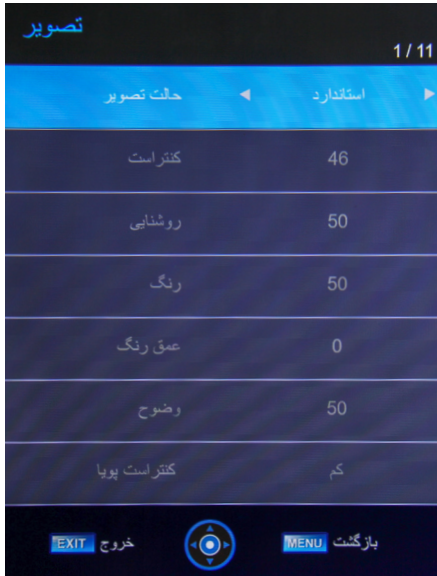 تصویر
1 / 11
حالت تصویر استاندارد
کنتراست 46
روشنایی 50
رنگ 50
عمق رنگ 0
وضوح 50
کنتراست پویا کم
بازگشت MENU خروج EXIT